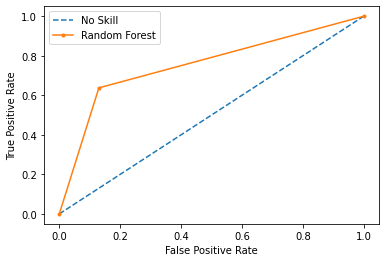 No Skill
Random Forest
True Positive Rate
1.0
0.8
0.6
0.4
0.2
0.0
0.0 0.2 0.4 0.6 0.8 1.0
False Positive Rate